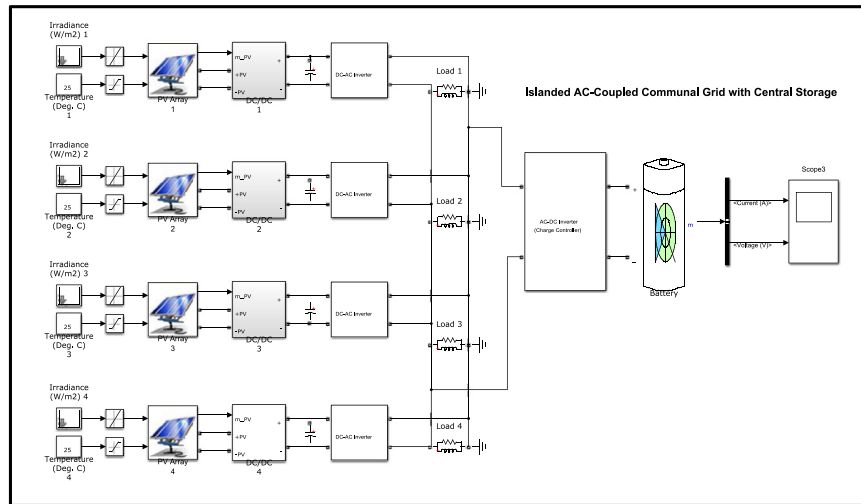 Irradiance
(W/m2) 1
25
Temperature
(Deg. C)
1
PV Array
1
m_PV
+PV
-PV
+
-
DC/DC
1
DC-AC Inverter
Load 1
Islanded AC-Coupled Communal Grid with Central Storage
Irradiance
(W/m2) 2
25
Temperature
(Deg. C)
2
PV Array
2
m_PV
+PV
-PV
+
-
DC/DC
2
DC-AC Inverter
Load 2
AC-DC Inverter
(Charge Controller)
+
-
m
Battery
<Current (A)>
<Voltage (V)>
Scope3
Irradiance
(W/m2) 3
25
Temperature
(Deg. C)
3
PV Array
3
m_PV
+PV
-PV
+
-
DC/DC
3
DC-AC Inverter
Load 3
Irradiance
(W/m2) 4
25
Temperature
(Deg. C)
4
PV Array
4
m_PV
+PV
-PV
+
-
DC/DC
4
DC-AC Inverter
Load 4